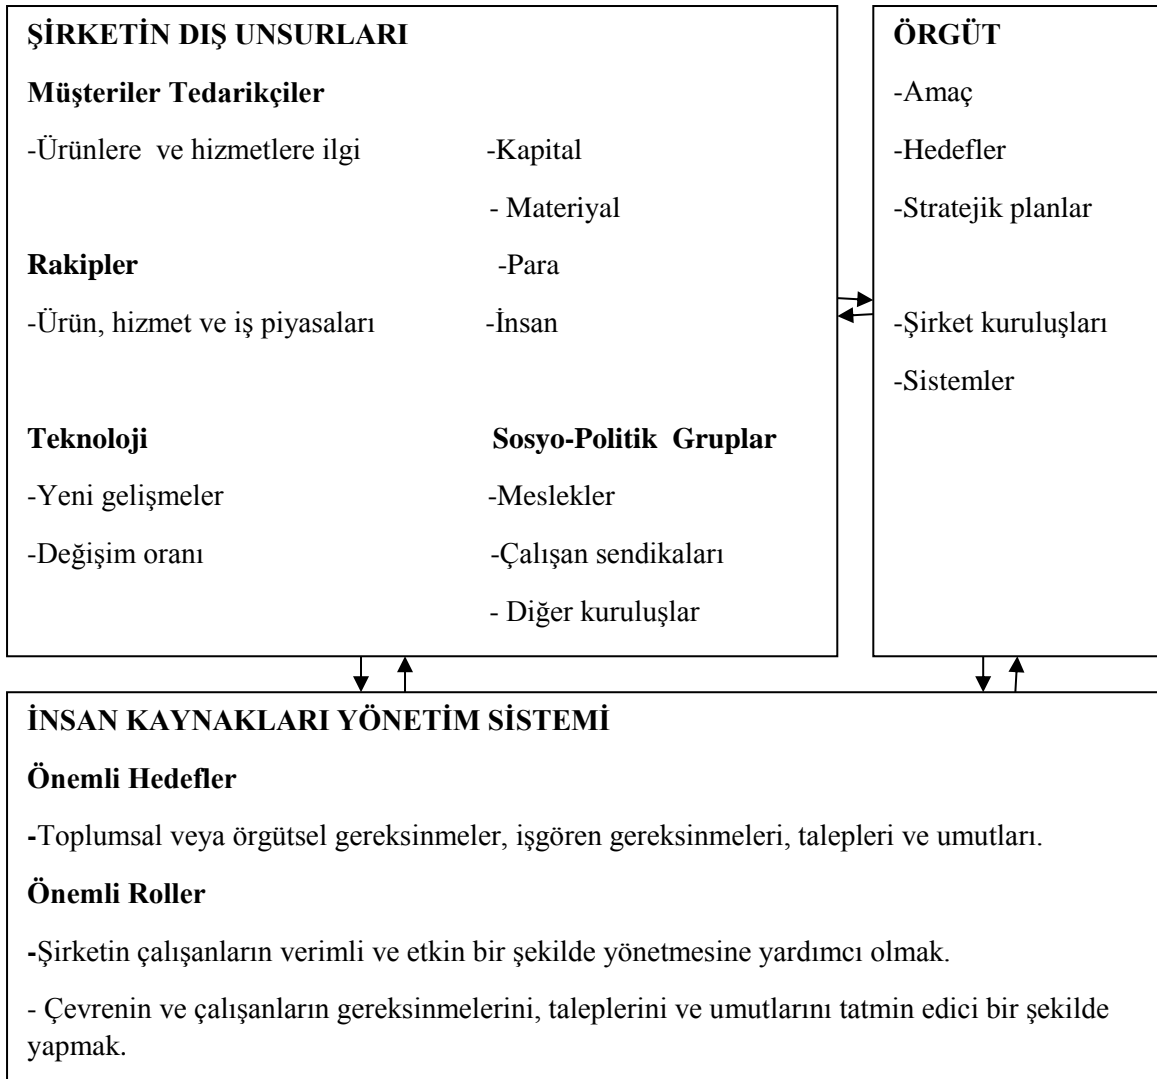 ŞİRKETİN DIŞ UNSURLARI
Müşteriler Tedarikçiler
-Ürünlere ve hizmetlere ilgi -Kapital
- Materiyal
Rakipler -Para
-Ürün, hizmet ve iş piyasaları -İnsan
Teknoloji Sosyo-Politik Gruplar
-Yeni gelişmeler -Meslekler
-Değişim oranı -Çalışan sendikaları
- Diğer kuruluşlar
ÖRGÜT
-Amaç
-Hedefler
-Stratejik planlar
-Şirket kuruluşları
-Sistemler
İNSAN KAYNAKLARI YÖNETİM SİSTEMİ
Önemli Hedefler
-Toplumsal veya örgütsel gereksinmeler, işgören gereksinmeleri, talepleri ve umutları.
Önemli Roller
-Şirketin çalışanların verimli ve etkin bir şekilde yönetmesine yardımcı olmak.
- Çevrenin ve çalışanların gereksinmelerini, taleplerini ve umutlarını tatmin edici bir şekilde
yapmak.